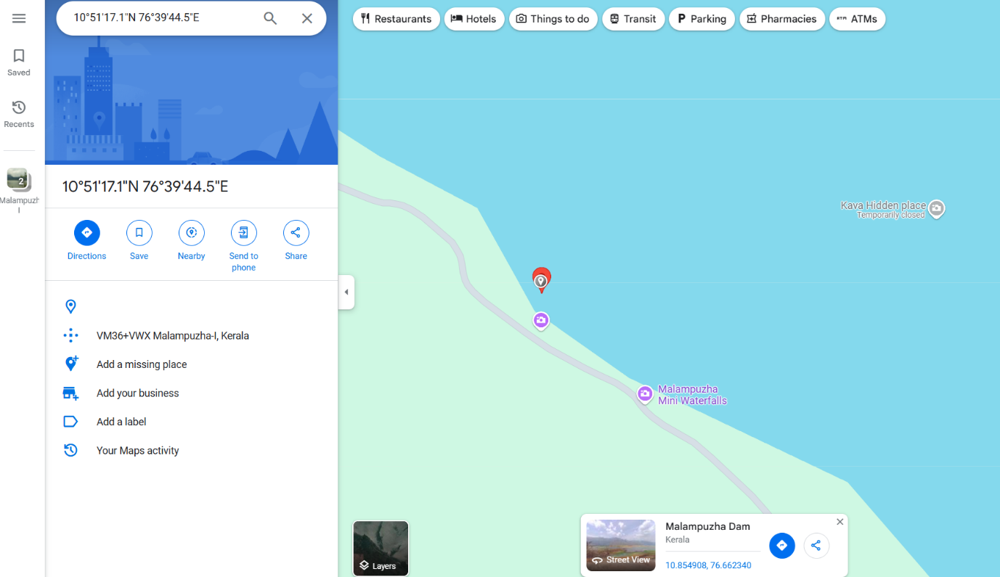 10°51'17.1"N 76°39'44.5"E
Restaurants
Hotels
Things to do
Transit
Parking
Pharmacies
ATM
ATMs
Saved
Recents
2
Malampuzh
I
10°51'17.1"N 76°39'44.5"E
Directions
Save
Nearby
Send to
phone
Share
VM36+VWX Malampuzha-I, Kerala
Add a missing place
Add your business
Add a label
Your Maps activity
Kava Hidden place
Temporarily closed
Malampuzha
Mini Waterfalls
Layers
Street View
Malampuzha Dam
Kerala
10.854908, 76.662340